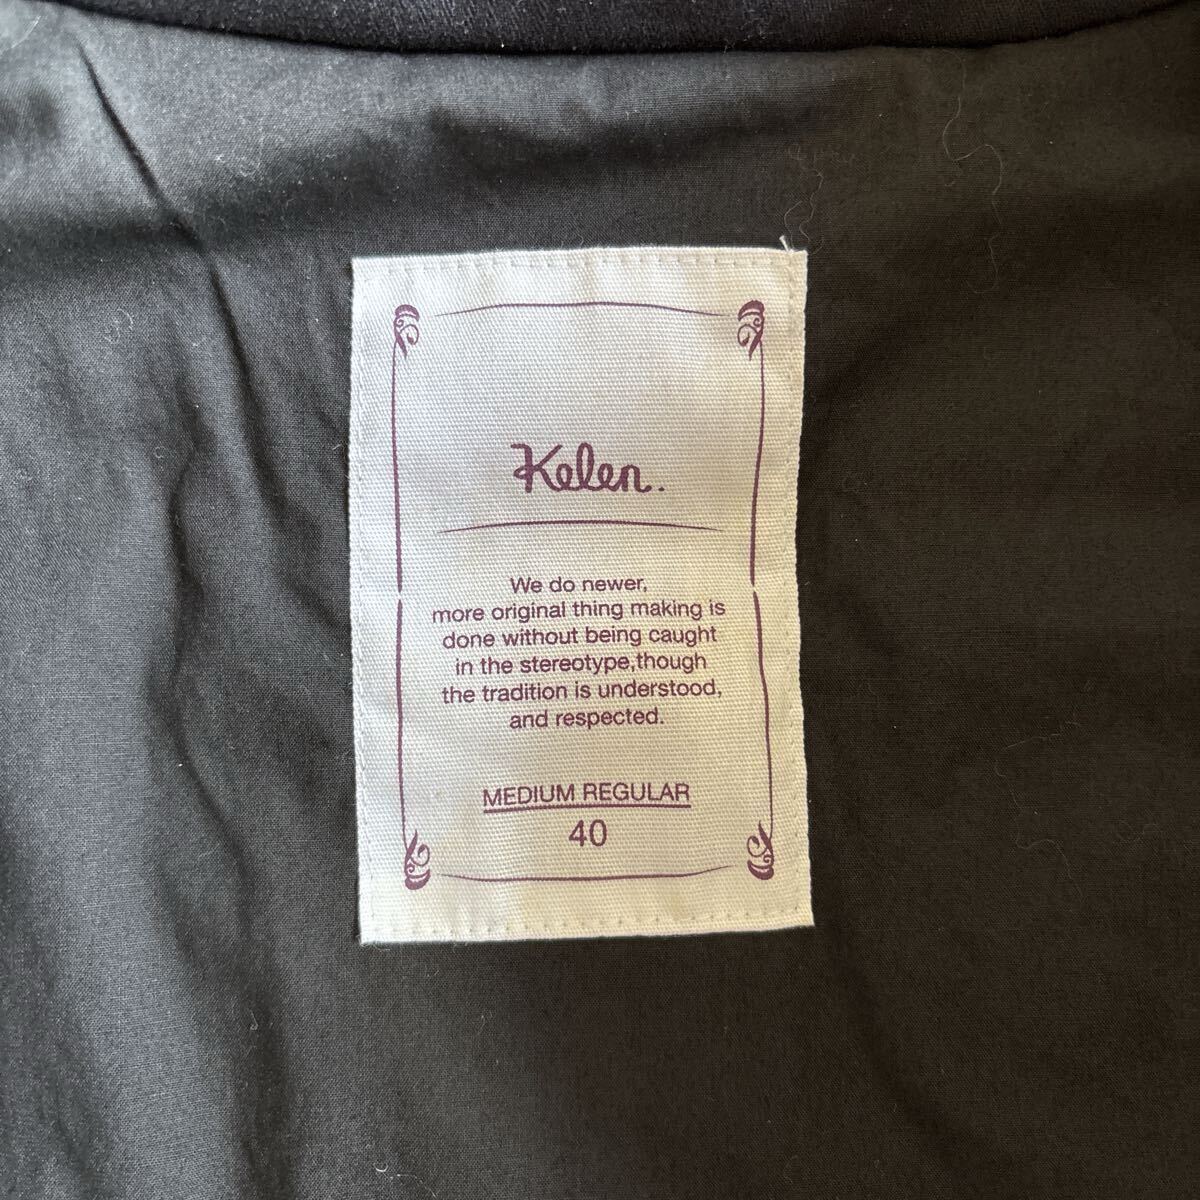 Kelen.
We do newer,
more original thing making is
done without being caught
in the stereotype,though
the tradition is understood,
and respected.
MEDIUM REGULAR
40